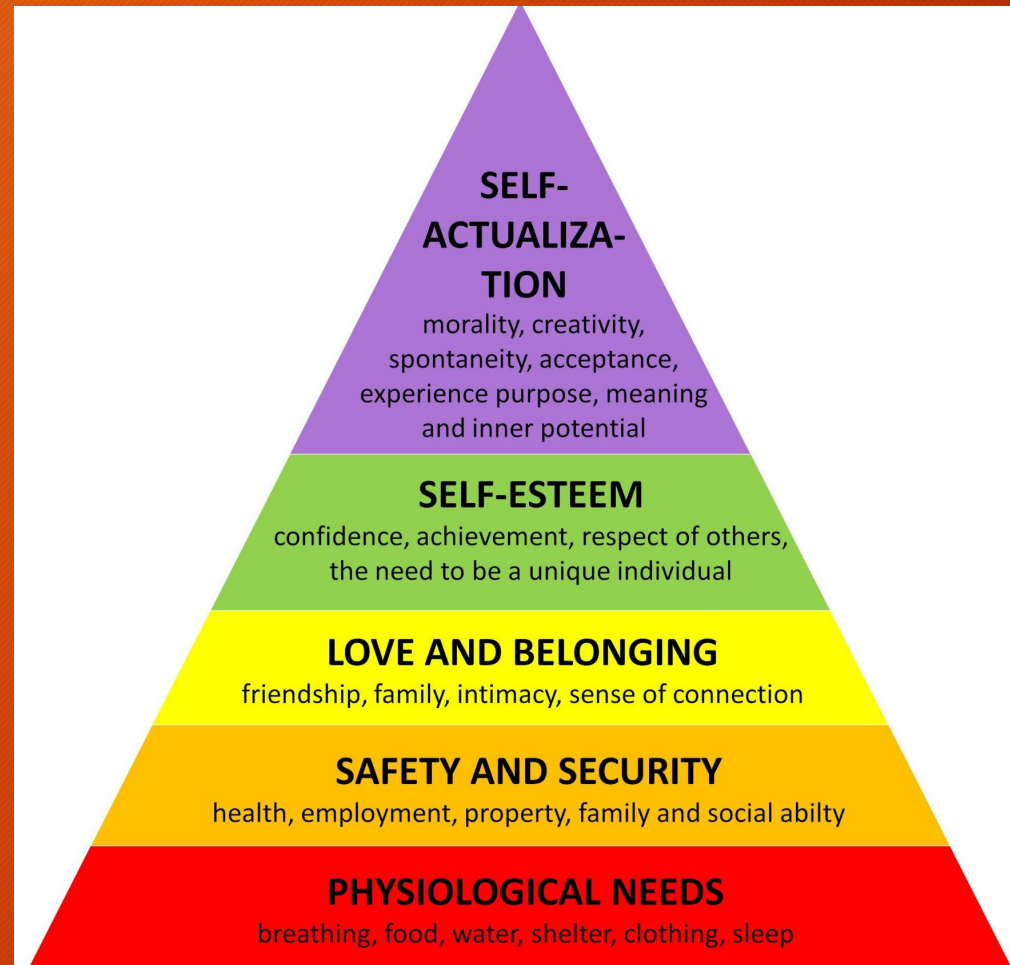 SELF-
ACTUALIZA-
TION
morality, creativity,
spontaneity, acceptance,
experience purpose, meaning
and inner potential
SELF-ESTEEM
confidence, achievement, respect of others,
the need to be a unique individual
LOVE AND BELONGING
friendship, family, intimacy, sense of connection
SAFETY AND SECURITY
health, employment, property, family and social abilty
PHYSIOLOGICAL NEEDS
breathing, food, water, shelter, clothing, sleep